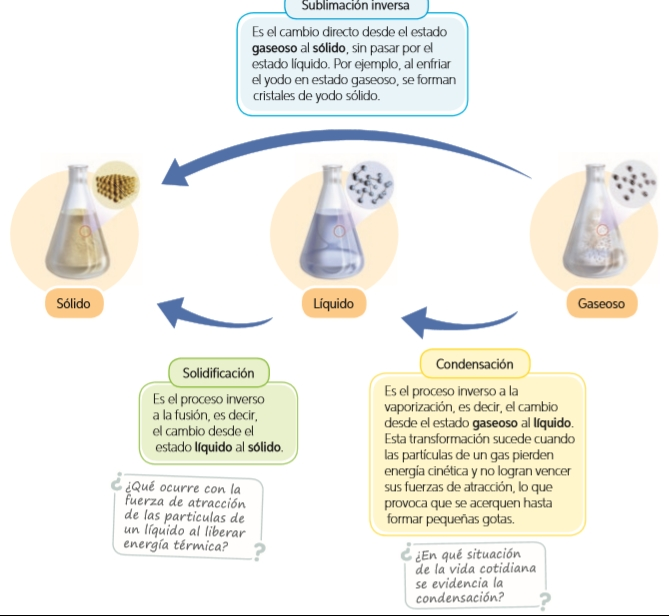 Sublimación inversa
Es el cambio directo desde el estado
gaseoso al sólido, sin pasar por el
estado líquido. Por ejemplo, al enfriar
el yodo en estado gaseoso, se forman
cristales de yodo sólido.
Sólido
Líquido
Gaseoso
Solidificación
Es el proceso inverso
a la fusión, es decir,
el cambio desde el
estado líquido al sólido.
¿Qué ocurre con la
fuerza de atracción
de las partículas de
un líquido al liberar
energía térmica?
Condensación
Es el proceso inverso a la
vaporización, es decir, el cambio
desde el estado gaseoso al líquido.
Esta transformación sucede cuando
las partículas de un gas pierden
energía cinética y no logran vencer
sus fuerzas de atracción, lo que
provoca que se acerquen hasta
formar pequeñas gotas.
¿En qué situación
de la vida cotidiana
se evidencia la
condensación?